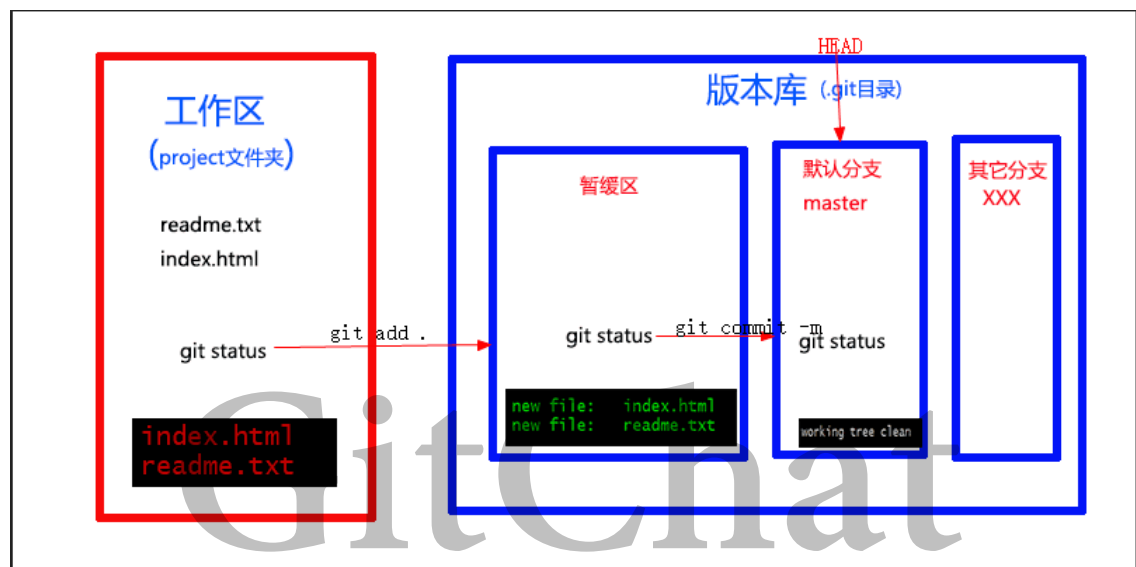 HEAD
工作区
(project文件夹)
readme.txt
index.html
git status
index.html
readme.txt
git add .
版本库 (.git目录)
暂缓区
git status
new file: index.html
new file: readme.txt
git commit -m
默认分支
master
git status
working tree clean
其它分支
XXX
GitChat